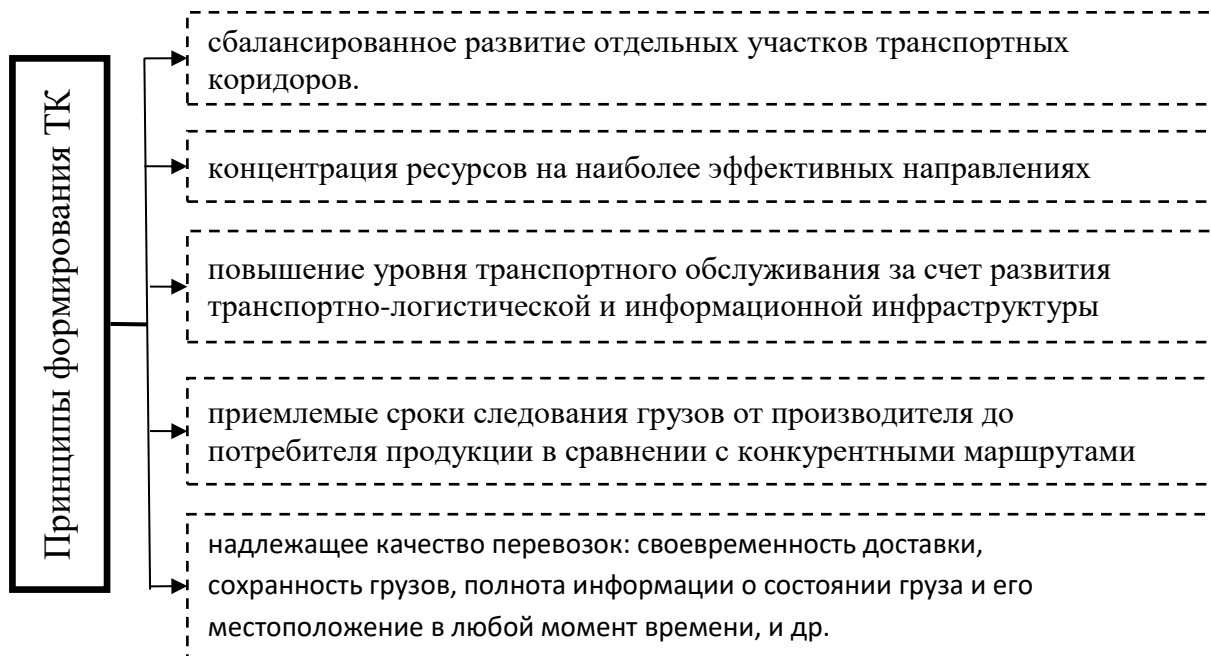 Принципы формирования ТК
сбалансированное развитие отдельных участков транспортных
коридоров.
концентрация ресурсов на наиболее эффективных направлениях
повышение уровня транспортного обслуживания за счет развития
транспортно-логистической и информационной инфраструктуры
приемлемые сроки следования грузов от производителя до
потребителя продукции в сравнении с конкурентными маршрутами
надлежащее качество перевозок: своевременность доставки,
сохранность грузов, полнота информации о состоянии груза и его
местоположение в любой момент времени, и др.